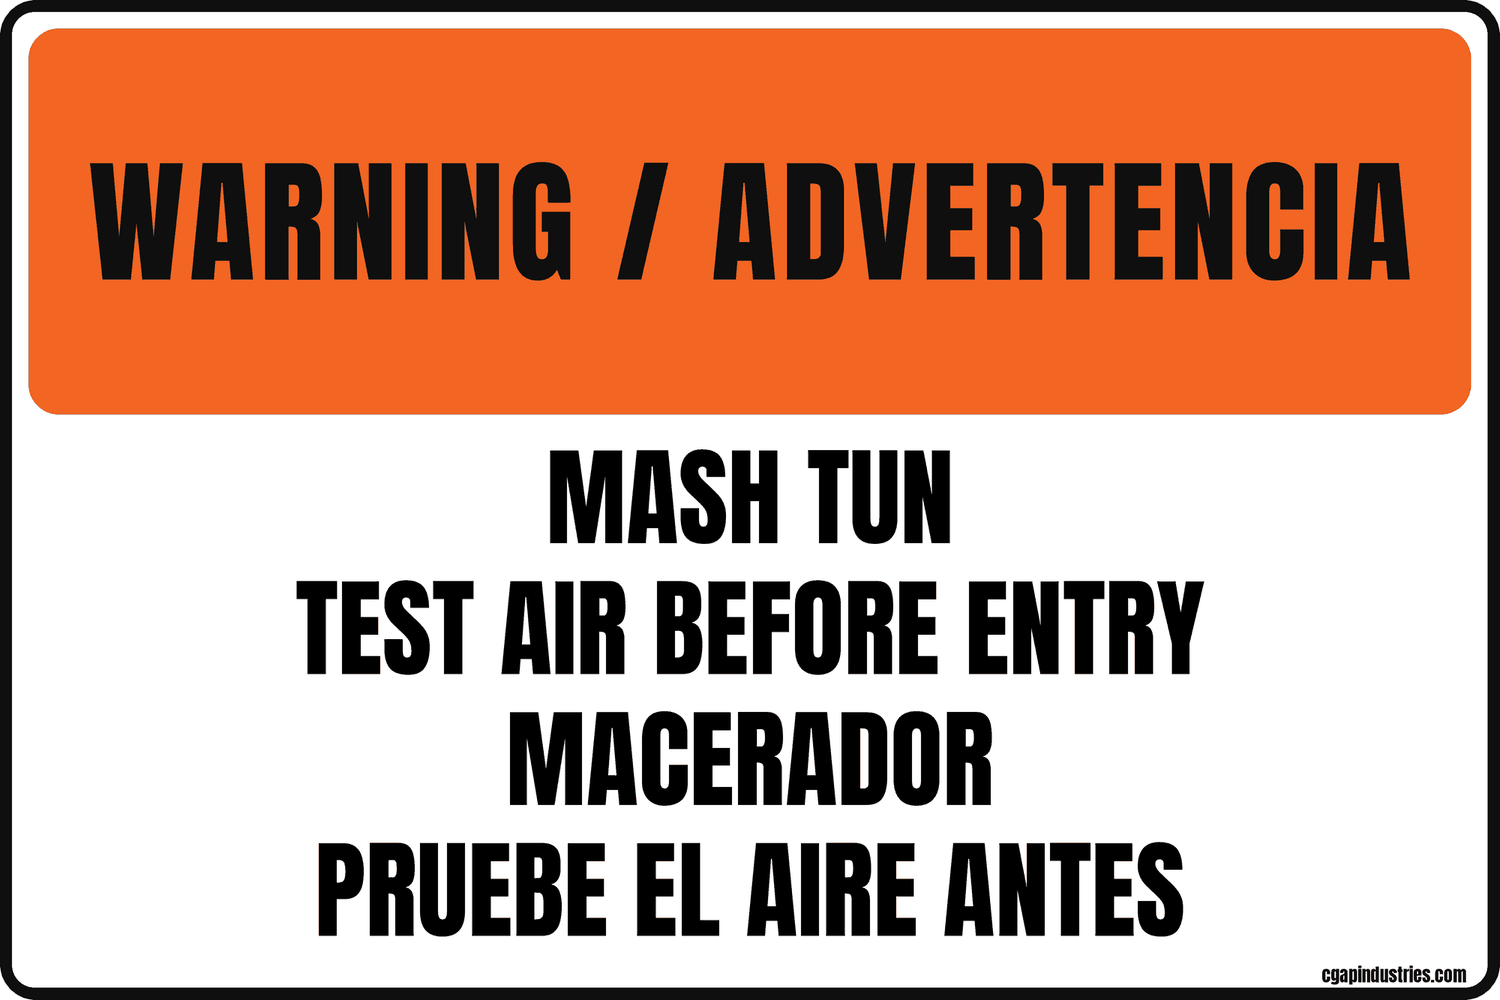 WARNING / ADVERTENCIA
MASH TUN
TEST AIR BEFORE ENTRY
MACERADOR
PRUEBE EL AIRE ANTES
cgapindustries.com